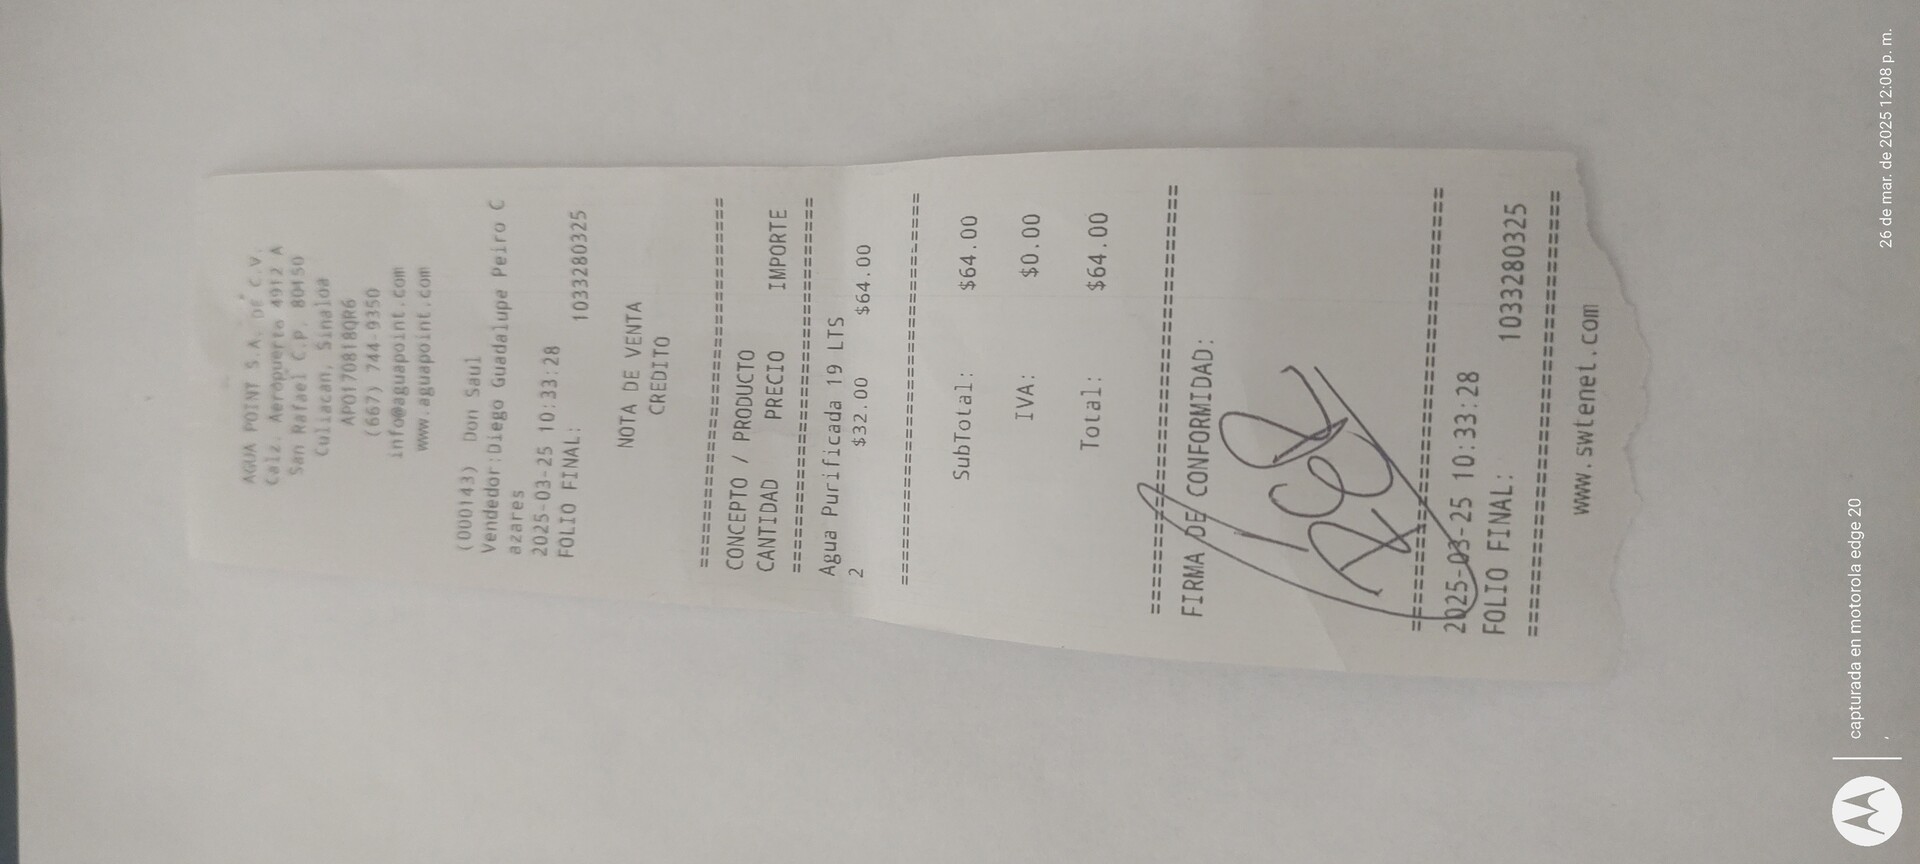 AGUA POINT S.A. DE C.V.
Calz. Aeropuerto 4912 A
San Rafael C.P. 80150
Culiacan, Sinaloa
APO170818QR6
(667) 744-9350
info@aguapoint.com
www.aguapoint.com
(000143) Don Saul
Vendedor:Diego Guadalupe Peiro C
azares
2025-03-25 10:33:28
FOLIO FINAL: 1033280325
NOTA DE VENTA
CREDITO
================================
CONCEPTO / PRODUCTO
CANTIDAD PRECIO IMPORTE
================================
Agua Purificada 19 LTS
2 $32.00 $64.00
================================
SubTotal: $64.00
IVA: $0.00
Total: $64.00
================================
FIRMA DE CONFORMIDAD:
================================
2025-03-25 10:33:28
FOLIO FINAL: 1033280325
================================
www.swtenet.com
capturada en motorola edge 20
26 de mar. de 2025 12:08 p. m.